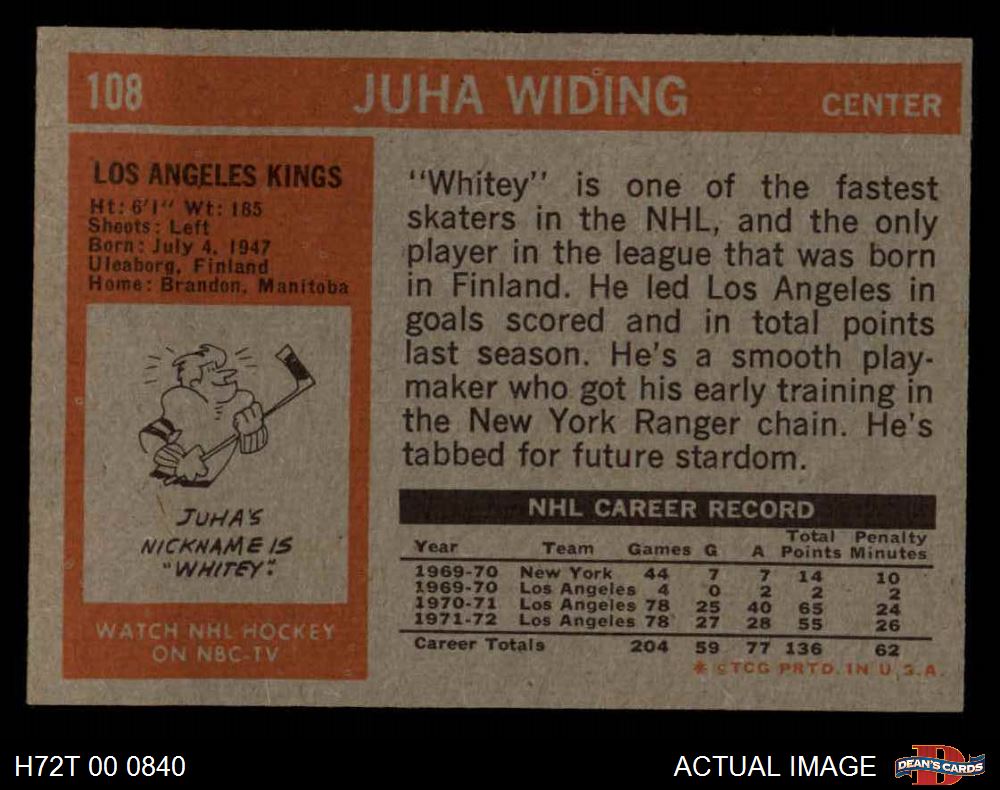 108 JUHA WIDING CENTER
LOS ANGELES KINGS
Ht: 6'1" Wt: 185
Shoots: Left
Born: July 4, 1947
Uleaborg, Finland
Home: Brandon, Manitoba
JUHA'S
NICKNAME IS
"WHITEY".
WATCH NHL HOCKEY
ON NBC-TV
"Whitey" is one of the fastest
skaters in the NHL, and the only
player in the league that was born
in Finland. He led Los Angeles in
goals scored and in total points
last season. He's a smooth play-
maker who got his early training in
the New York Ranger chain. He's
tabbed for future stardom.
NHL CAREER RECORD
Total Penalty
Year Team Games G A Points Minutes
1969-70 New York 44 7 7 14 10
1969-70 Los Angeles 4 0 2 2 2
1970-71 Los Angeles 78 25 40 65 24
1971-72 Los Angeles 78 27 28 55 26
Career Totals 204 59 77 136 62
* ©TCG PRTD. IN U.S.A.
H72T 00 0840 ACTUAL IMAGE DEAN'S CARDS